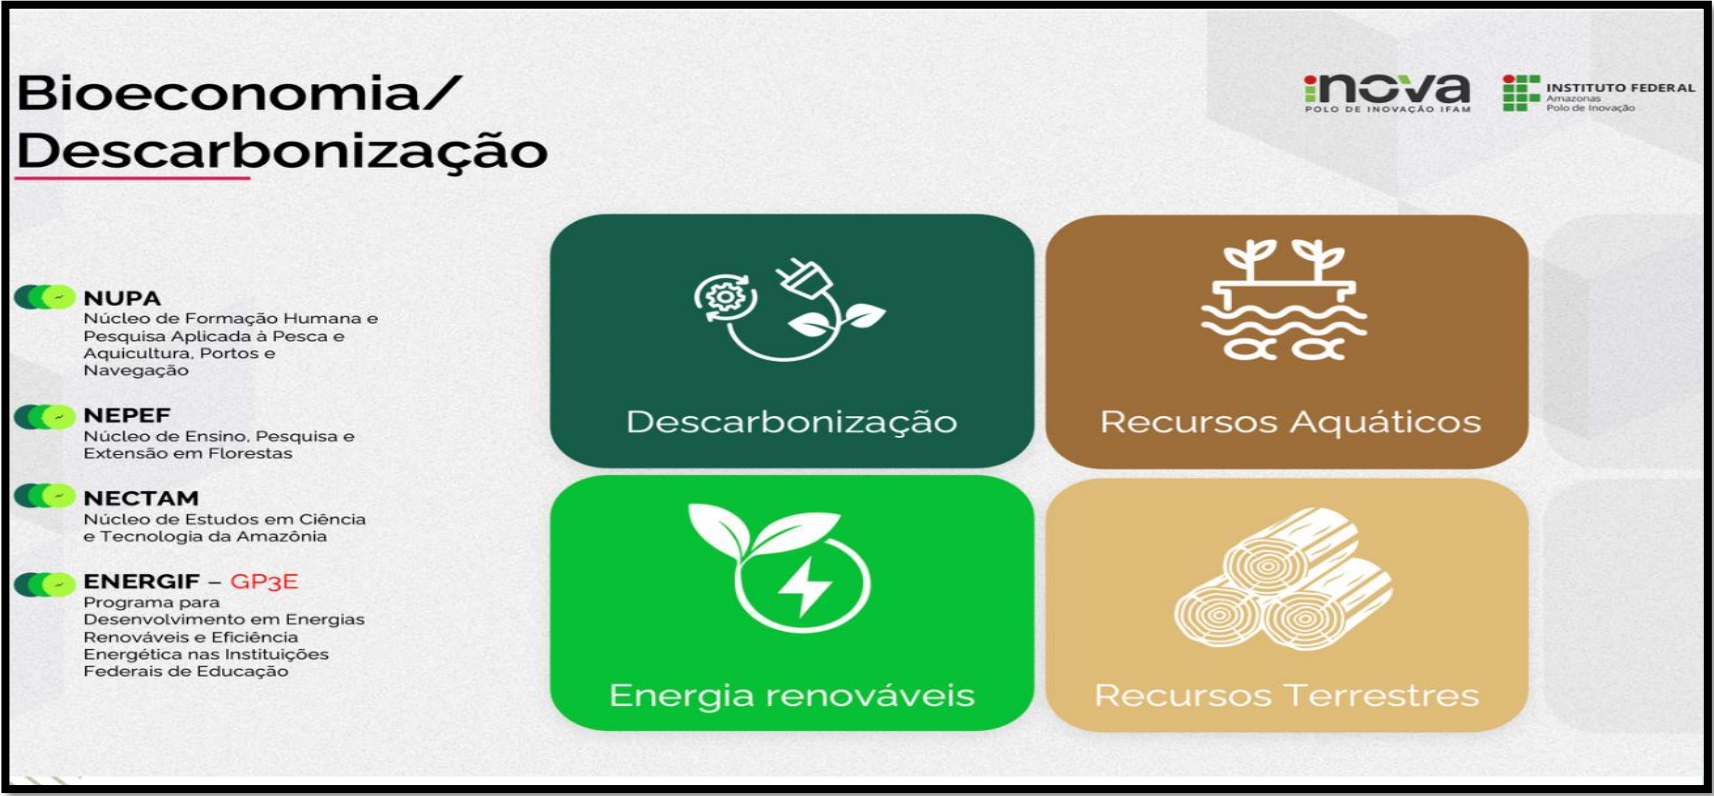 Bioeconomia/
Descarbonização
inova
POLO DE INOVAÇÃO IFAM
INSTITUTO FEDERAL
Amazonas
Polo de Inovação
NUPA
Núcleo de Formação Humana e
Pesquisa Aplicada à Pesca e
Aquicultura, Portos e
Navegação
NEPEF
Núcleo de Ensino, Pesquisa e
Extensão em Florestas
NECTAM
Núcleo de Estudos em Ciência
e Tecnologia da Amazônia
ENERGIF – GP3E
Programa para
Desenvolvimento em Energias
Renováveis e Eficiência
Energética nas Instituições
Federais de Educação
Descarbonização
Recursos Aquáticos
Energia renováveis
Recursos Terrestres